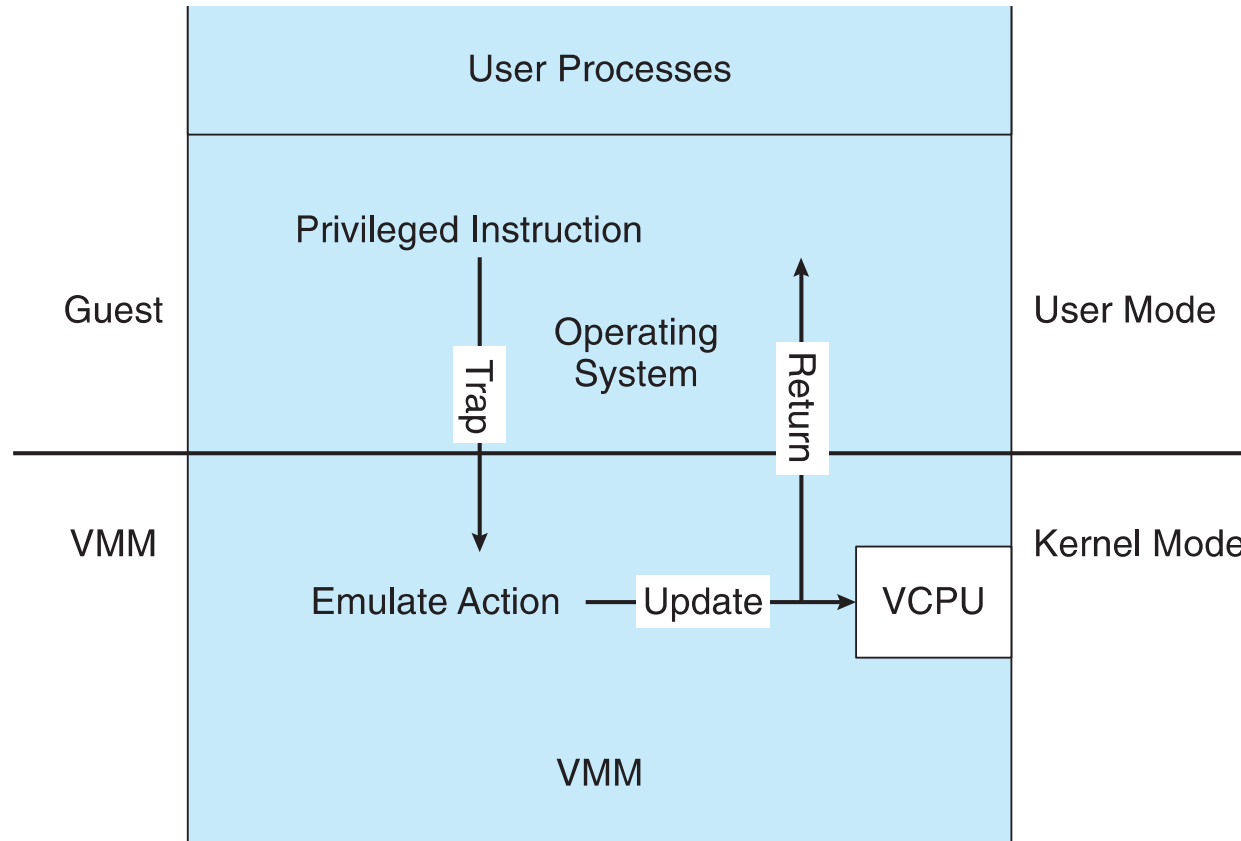 User Processes
Privileged Instruction
Guest
Operating
System
User Mode
Trap
Return
VMM
Kernel Mode
Emulate Action
Update
VCPU
VMM